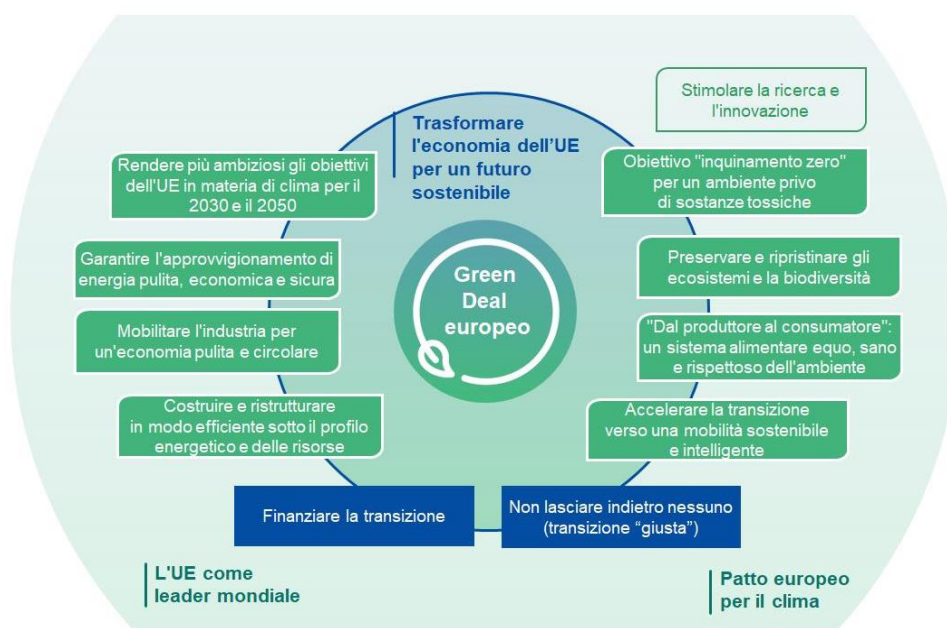 Trasformare
l'economia dell'UE
per un futuro
sostenibile
Stimolare la ricerca e
l'innovazione
Rendere più ambiziosi gli obiettivi
dell'UE in materia di clima per il
2030 e il 2050
Obiettivo "inquinamento zero"
per un ambiente privo
di sostanze tossiche
Garantire l'approvvigionamento di
energia pulita, economica e sicura
Green
Deal
europeo
Preservare e ripristinare gli
ecosistemi e la biodiversità
Mobilitare l'industria per
un'economia pulita e circolare
"Dal produttore al consumatore":
un sistema alimentare equo, sano
e rispettoso dell'ambiente
Costruire e ristrutturare
in modo efficiente sotto il profilo
energetico e delle risorse
Accelerare la transizione
verso una mobilità sostenibile
e intelligente
Finanziare la transizione
Non lasciare indietro nessuno
(transizione “giusta”)
L'UE come
leader mondiale
Patto europeo
per il clima